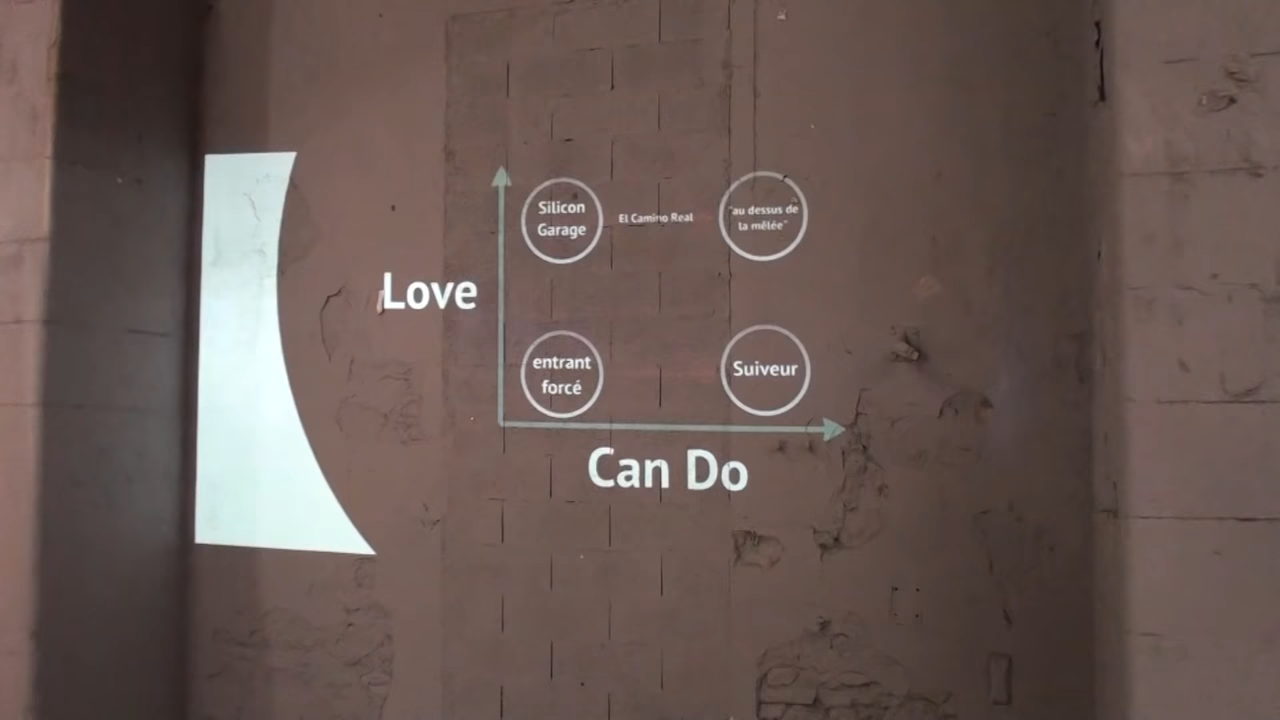 Silicon
Garage
El Camino Real
"au dessus de
la mêlée"
Love
entrant
forcé
Suiveur
Can Do